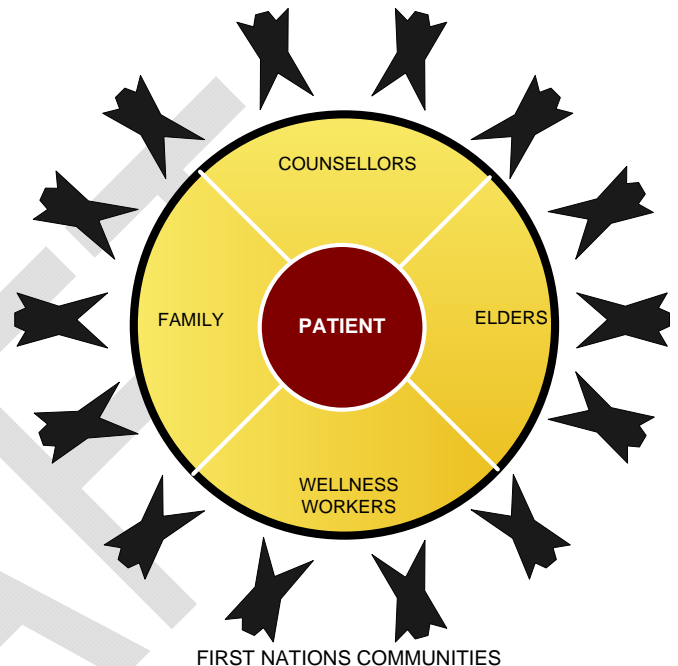 COUNSELLORS
FAMILY
PATIENT
ELDERS
WELLNESS
WORKERS
FIRST NATIONS COMMUNITIES